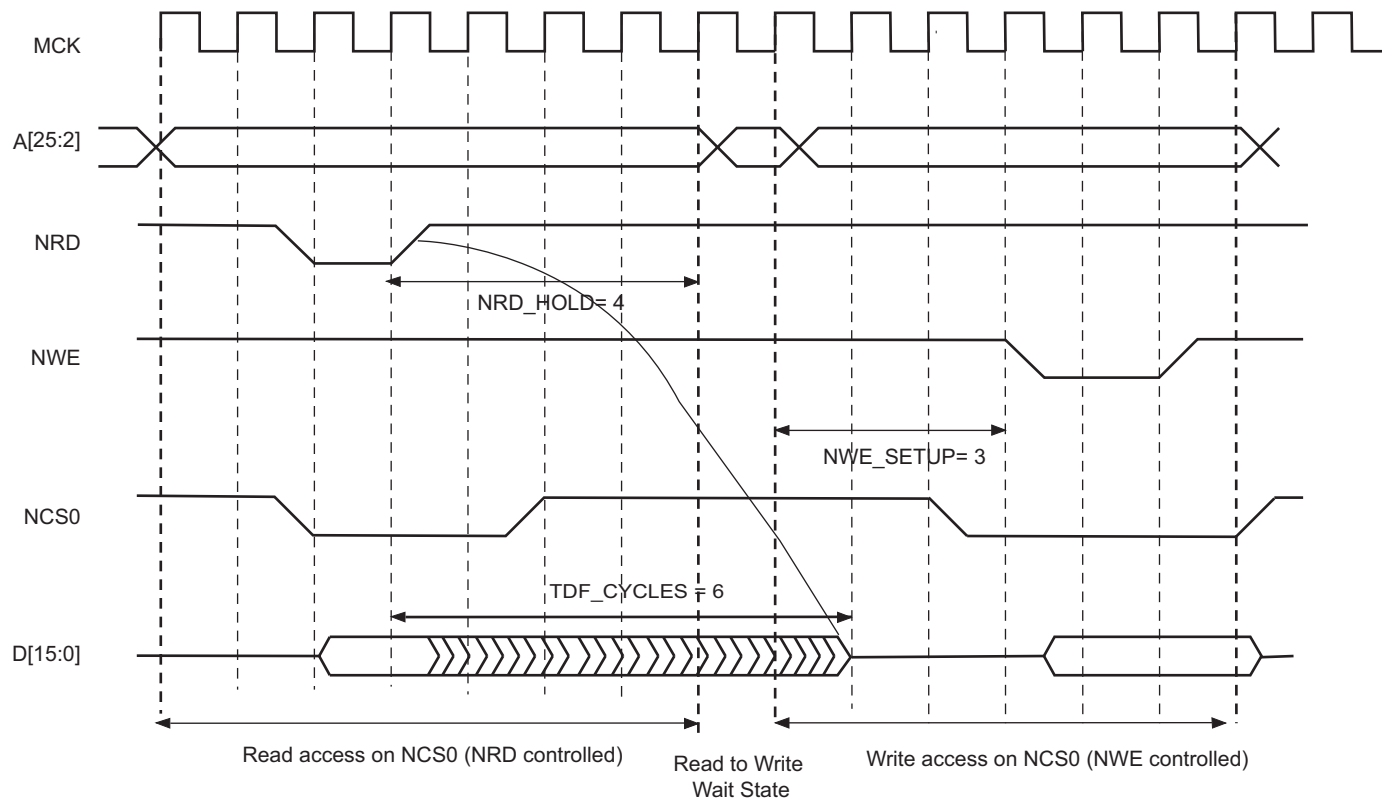 MCK
A[25:2]
NRD
NRD_HOLD= 4
NWE
NWE_SETUP= 3
NCS0
TDF_CYCLES = 6
D[15:0]
Read access on NCS0 (NRD controlled)
Read to Write
Wait State
Write access on NCS0 (NWE controlled)